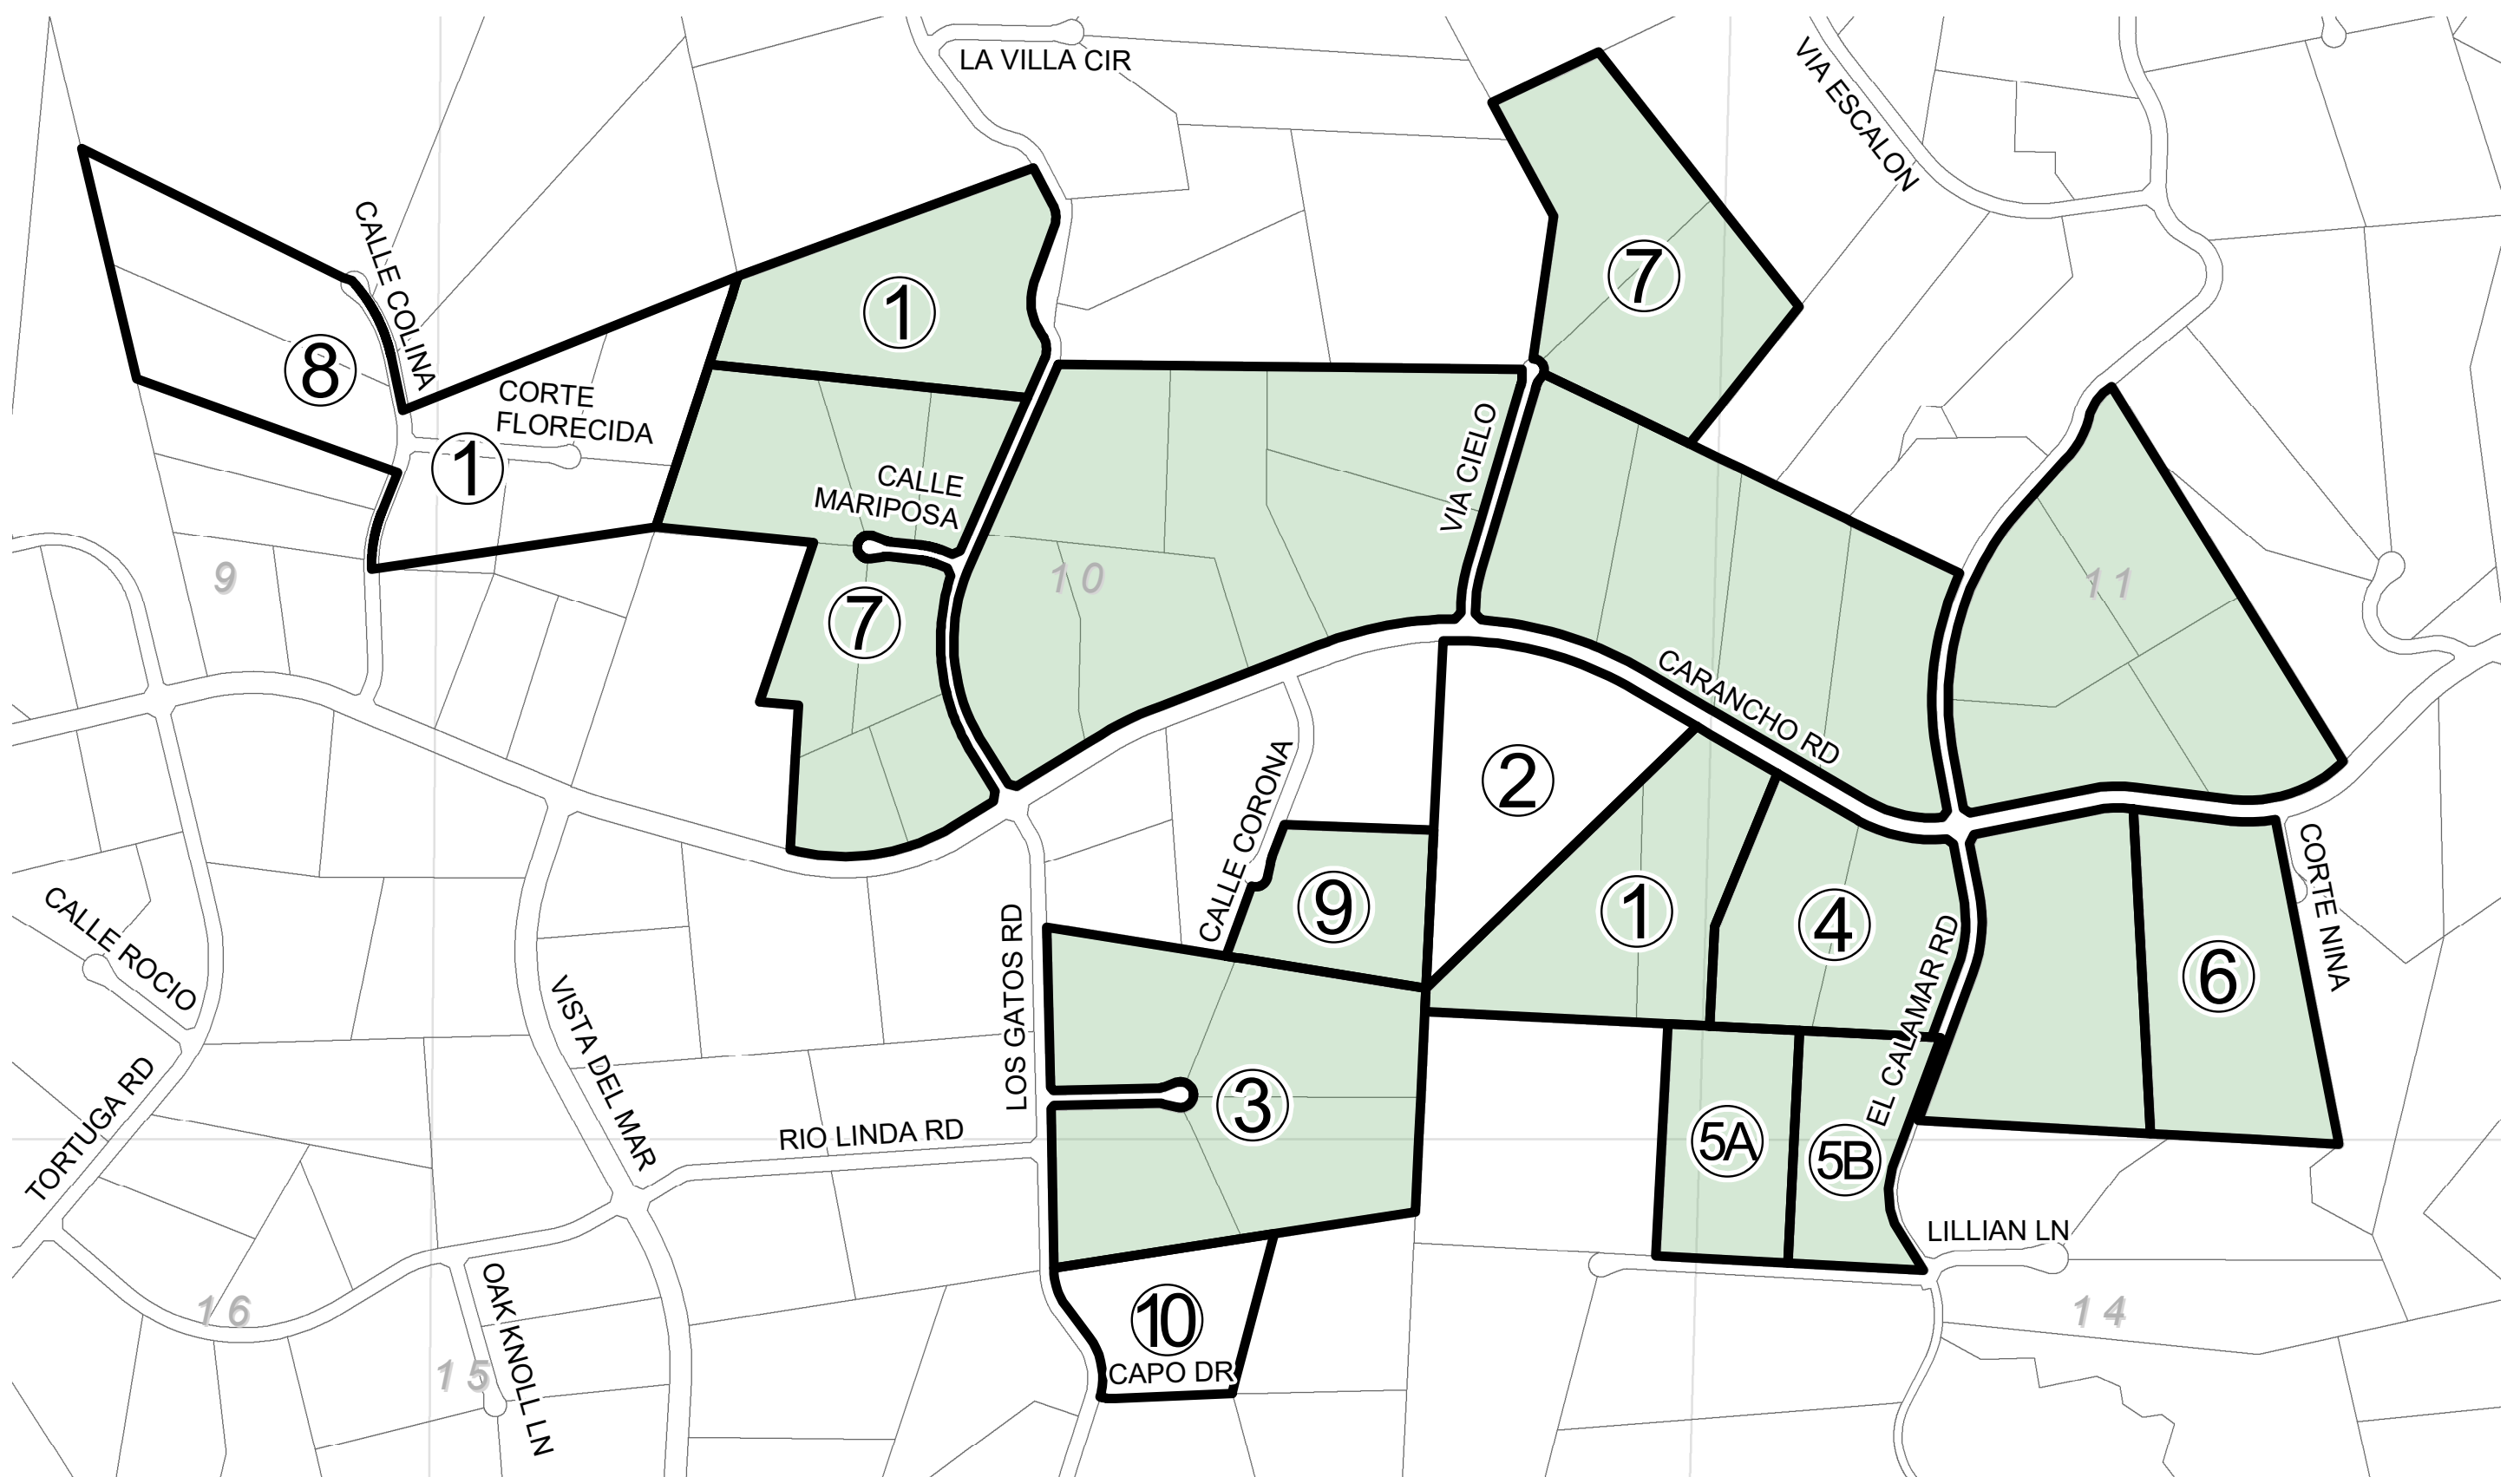 LA VILLA CIR
VIA ESCALON
CALLE COLINA
7
1
8
CORTE
FLORECIDA
1
CALLE
MARIPOSA
VIA CIELO
9
10
11
7
CARANCHO RD
2
CALLE CORONA
CORTE NINA
9
1
4
CALLE ROCIO
LOS GATOS RD
EL CALAMAR RD
6
VISTA DEL MAR
TORTUGA RD
3
RIO LINDA RD
5A
5B
LILLIAN LN
16
OAK KNOLL LN
10
14
15
CAPO DR